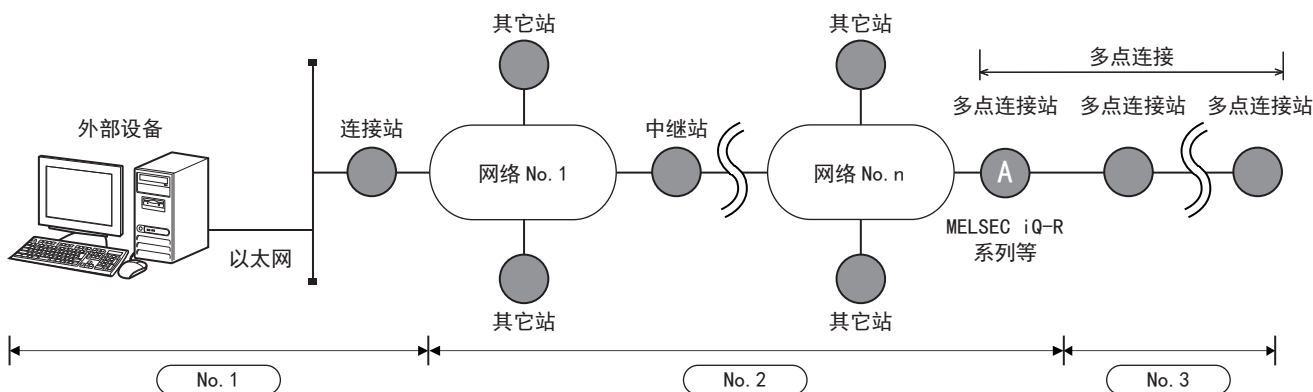 其它站
其它站
多点连接
外部设备
连接站
中继站
多点连接站
多点连接站
多点连接站
网络 No. 1
网络 No. n
A
以太网
MELSEC iQ-R
系列等
其它站
其它站
No. 1
No. 2
No. 3